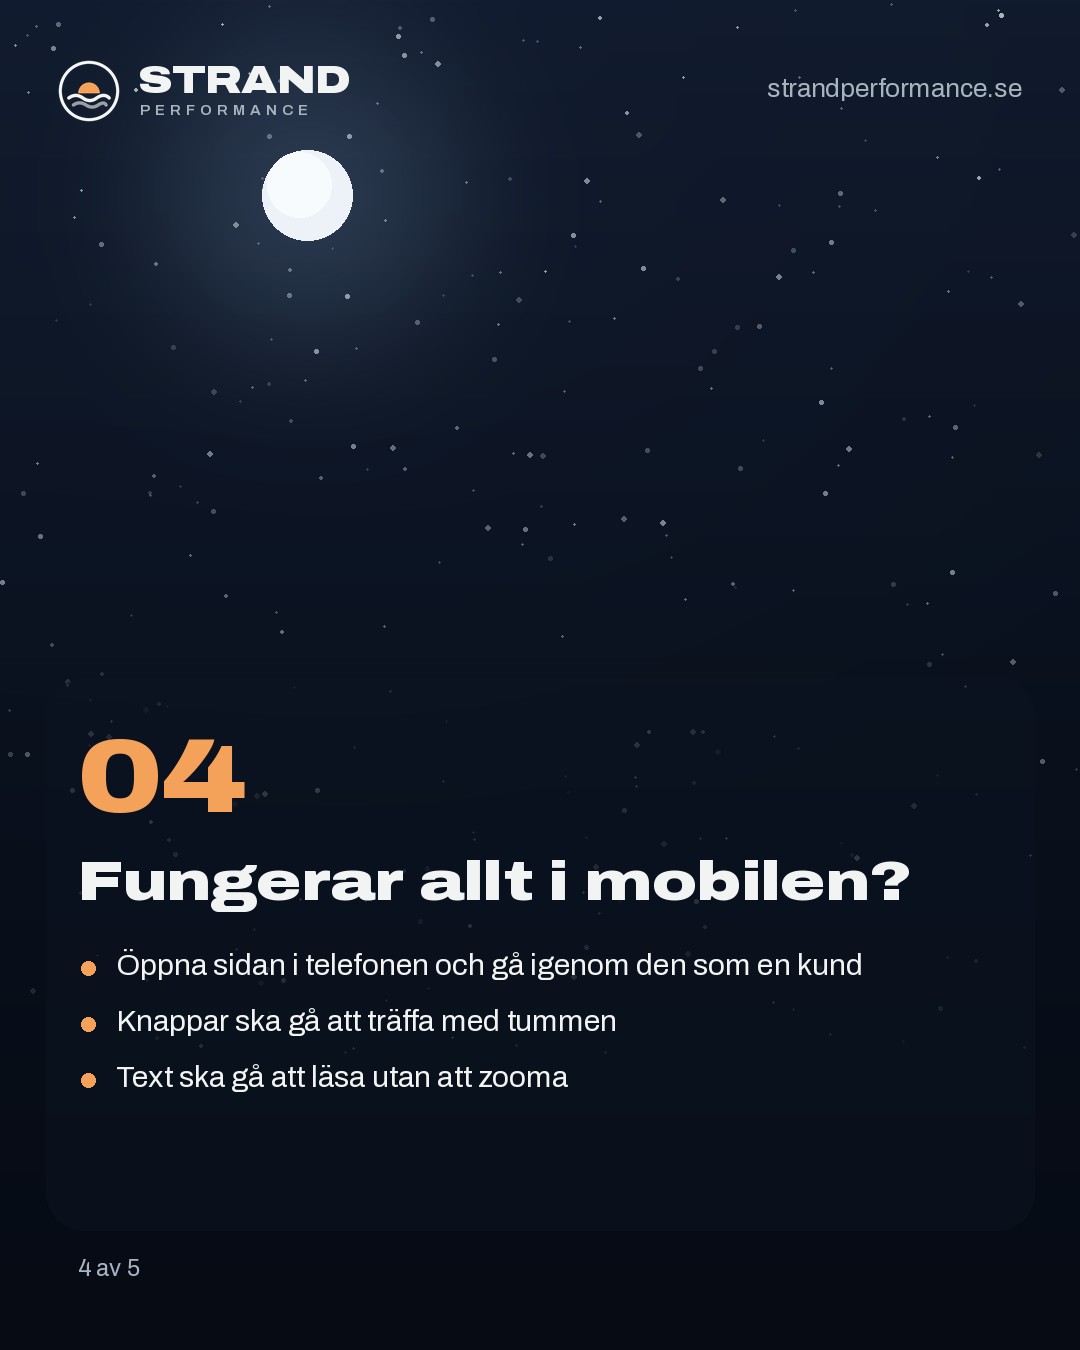 STRAND
PERFORMANCE
strandperformance.se
04
Fungerar allt i mobilen?
Öppna sidan i telefonen och gå igenom den som en kund
Knappar ska gå att träffa med tummen
Text ska gå att läsa utan att zooma
4 av 5